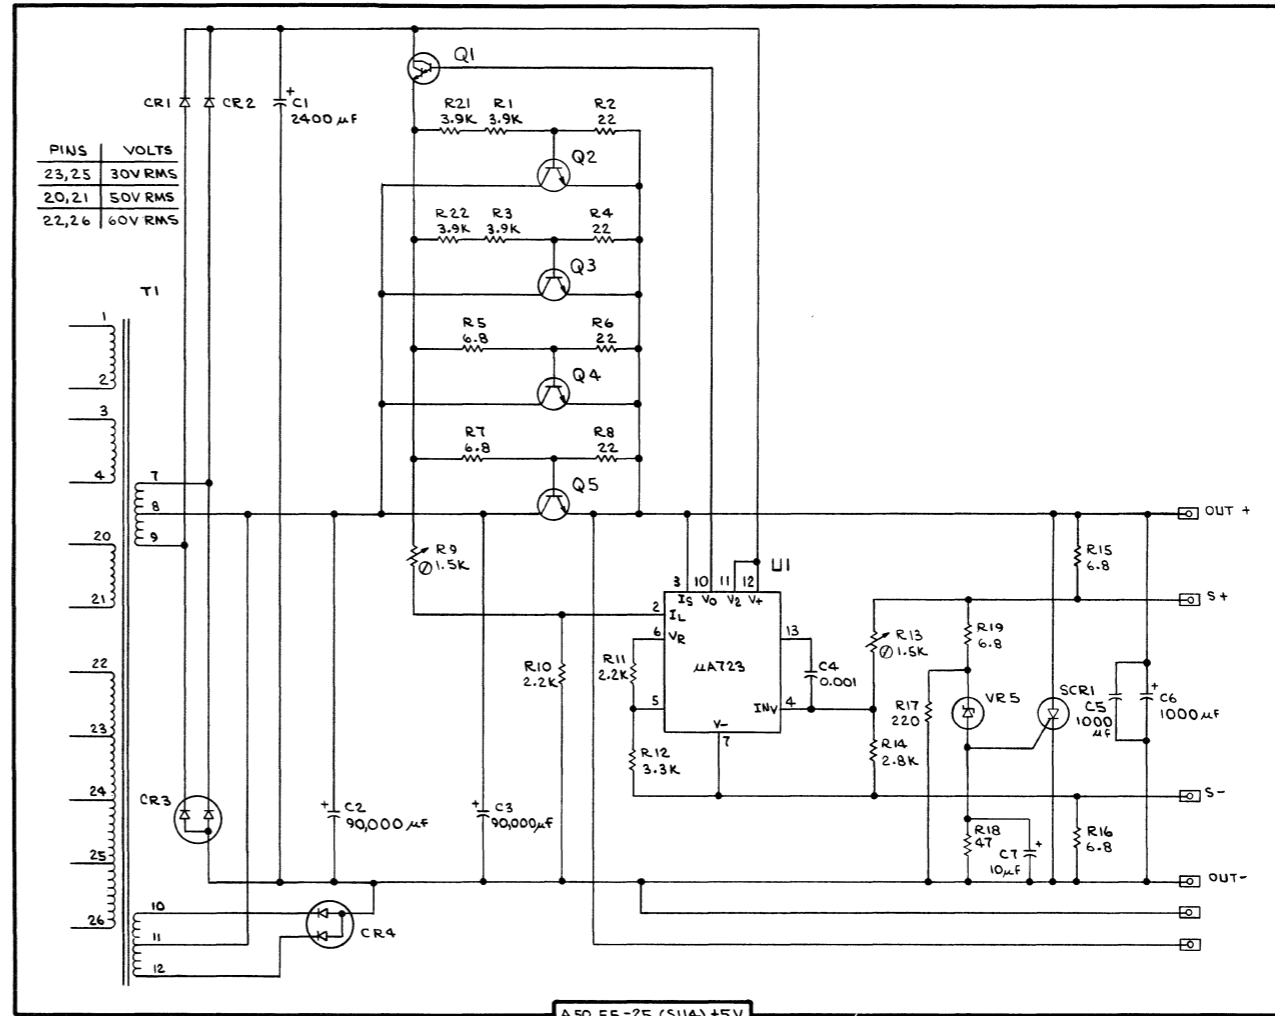 Q1
CR1 CR2 C1
+
2400 µF
R21 R1 R2
3.9K 3.9K 22
PINS VOLTS
23,25 30V RMS
20,21 50V RMS
22,26 60V RMS
Q2
R22 R3 R4
3.9K 3.9K 22
Q3
T1
1
2
3
4
R5 R6
6.8 22
Q4
R7 R8
6.8 22
Q5
7
8
9
OUT +
20
21
R9
1.5K
R15
6.8
U1
3 10 11 12
IS VO V2 V+
S+
2 IL
6 VR
13
µA723
5
INV 4
V-
7
R10
2.2K
R11
2.2K
R12
3.3K
C4
0.001
R13
1.5K
R19
6.8
R17
220
VR5
SCR1
C5
1000
µF
+
C6
1000 µF
R14
2.8K
22
23
24
25
26
S-
CR3
+
C2
90,000 µF
+
C3
90,000µF
R18
47
C7
+
10µF
R16
6.8
OUT-
10
11
12
CR4